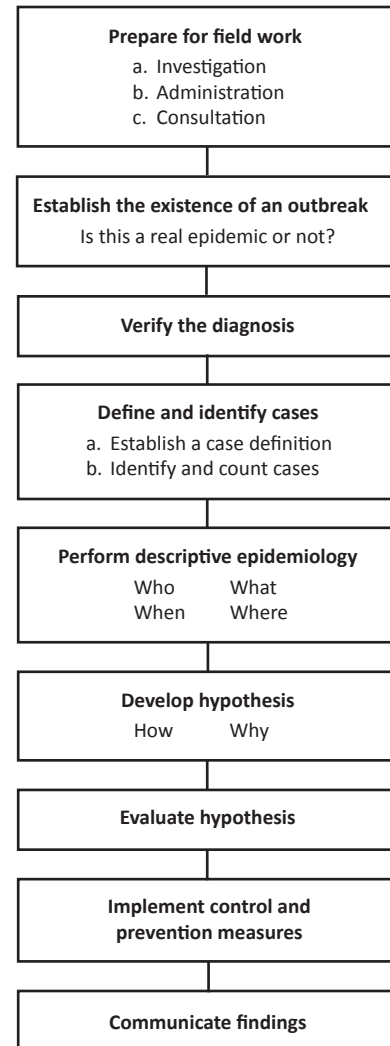 Prepare for field work
a. Investigation
b. Administration
c. Consultation
Establish the existence of an outbreak
Is this a real epidemic or not?
Verify the diagnosis
Define and identify cases
a. Establish a case definition
b. Identify and count cases
Perform descriptive epidemiology
Who What
When Where
Develop hypothesis
How Why
Evaluate hypothesis
Implement control and
prevention measures
Communicate findings